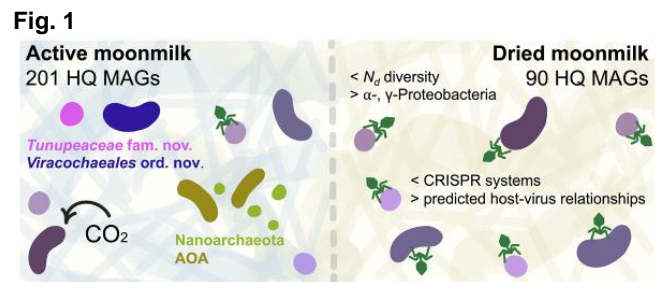 Fig. 1
Active moonmilk
201 HQ MAGs
Tunupeaceae fam. nov.
Viracochaeales ord. nov.
CO₂
Nanoarchaeota
AOA
Dried moonmilk
90 HQ MAGs
< Nd diversity
> α-, γ-Proteobacteria
< CRISPR systems
> predicted host-virus relationships